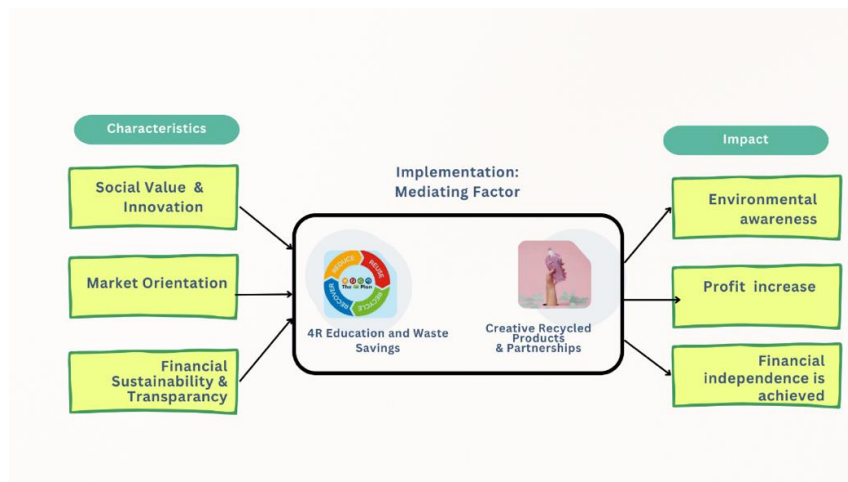 Characteristics
Social Value &
Innovation
Market Orientation
Financial
Sustainability &
Transparancy
Implementation:
Mediating Factor
REDUCE
REUSE
RECYCLE
RECOVER
The 4R Plan
4R Education and Waste
Savings
Creative Recycled
Products
& Partnerships
Impact
Environmental
awareness
Profit increase
Financial
independence is
achieved